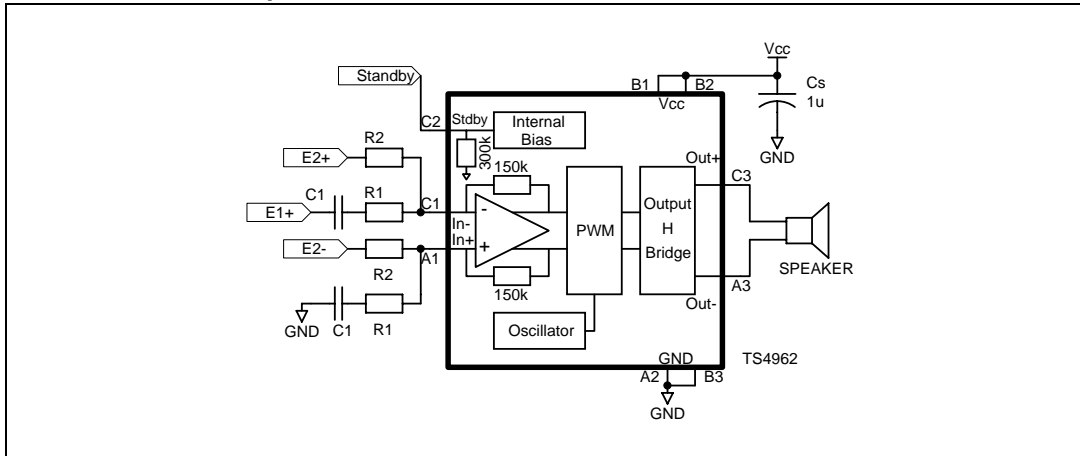 Vcc
Standby
B1
B2
Cs
Vcc
1u
C2
Stdby
Internal
Bias
R2
300k
GND
E2+
150k
Out+
C3
C1
R1
C1
E1+
In-
-
Output
H
Bridge
PWM
In+
+
E2-
A1
SPEAKER
R2
150k
A3
Out-
GND
C1
R1
Oscillator
GND
TS4962
A2
B3
GND